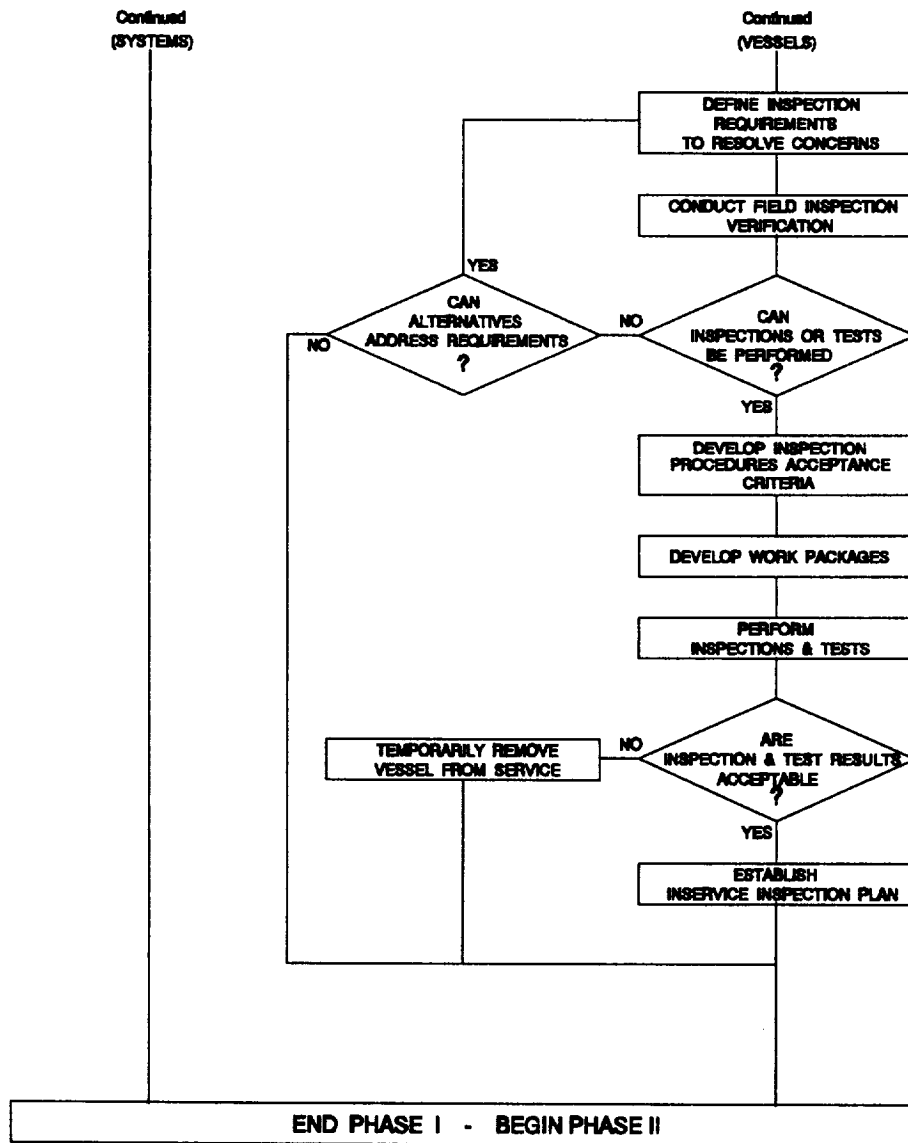 Continued
(SYSTEMS)
Continued
(VESSELS)
DEFINE INSPECTION
REQUIREMENTS
TO RESOLVE CONCERNS
CONDUCT FIELD INSPECTION
VERIFICATION
YES
CAN
ALTERNATIVES
ADDRESS REQUIREMENTS
?
NO
NO
CAN
INSPECTIONS OR TESTS
BE PERFORMED
?
YES
DEVELOP INSPECTION
PROCEDURES ACCEPTANCE
CRITERIA
DEVELOP WORK PACKAGES
PERFORM
INSPECTIONS & TESTS
ARE
INSPECTION & TEST RESULTS
ACCEPTABLE
?
NO
TEMPORARILY REMOVE
VESSEL FROM SERVICE
YES
ESTABLISH
INSERVICE INSPECTION PLAN
END PHASE I - BEGIN PHASE II